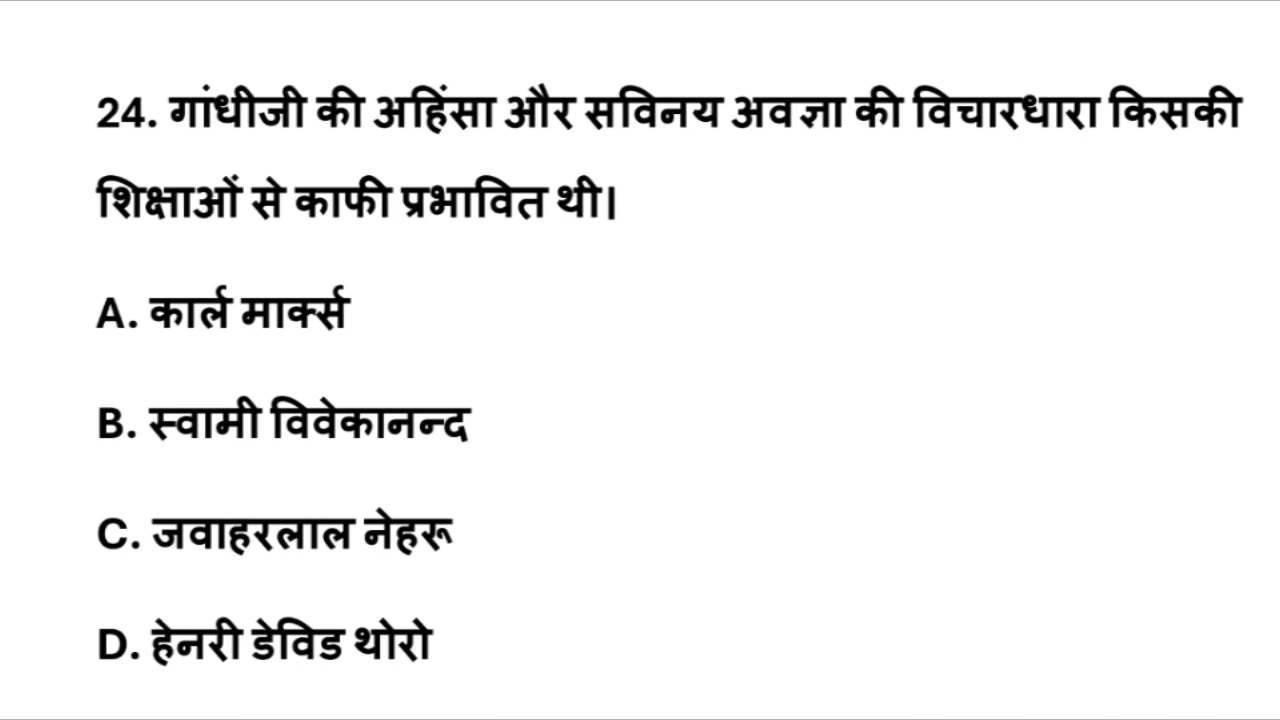 24. गांधीजी की अहिंसा और सविनय अवज्ञा की विचारधारा किसकी
शिक्षाओं से काफी प्रभावित थी।
A. कार्ल मार्क्स
B. स्वामी विवेकानन्द
C. जवाहरलाल नेहरू
D. हेनरी डेविड थोरो